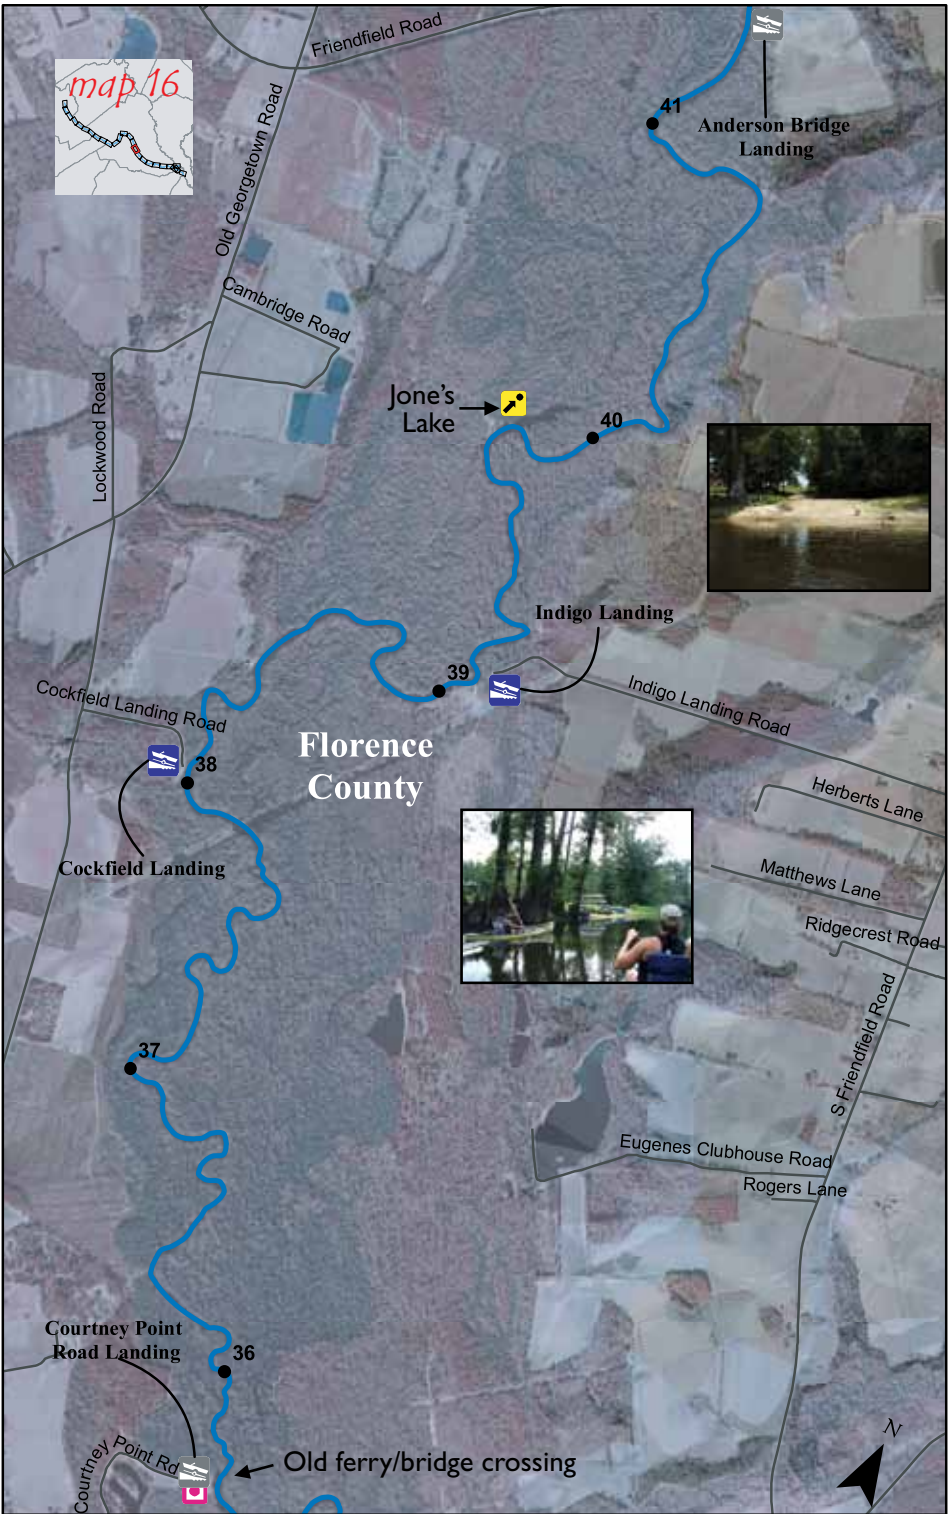 Friendfield Road
map 16
41
Anderson Bridge
Landing
Old Georgetown Road
Cambridge Road
Lockwood Road
Jone's
Lake
40
Indigo Landing
39
Indigo Landing Road
Cockfield Landing Road
Florence
County
38
Herberts Lane
Cockfield Landing
Matthews Lane
Ridgecrest Road
S Friendfield Road
37
Eugenes Clubhouse Road
Rogers Lane
Courtney Point
Road Landing
36
N
Courtney Point Rd
Old ferry/bridge crossing